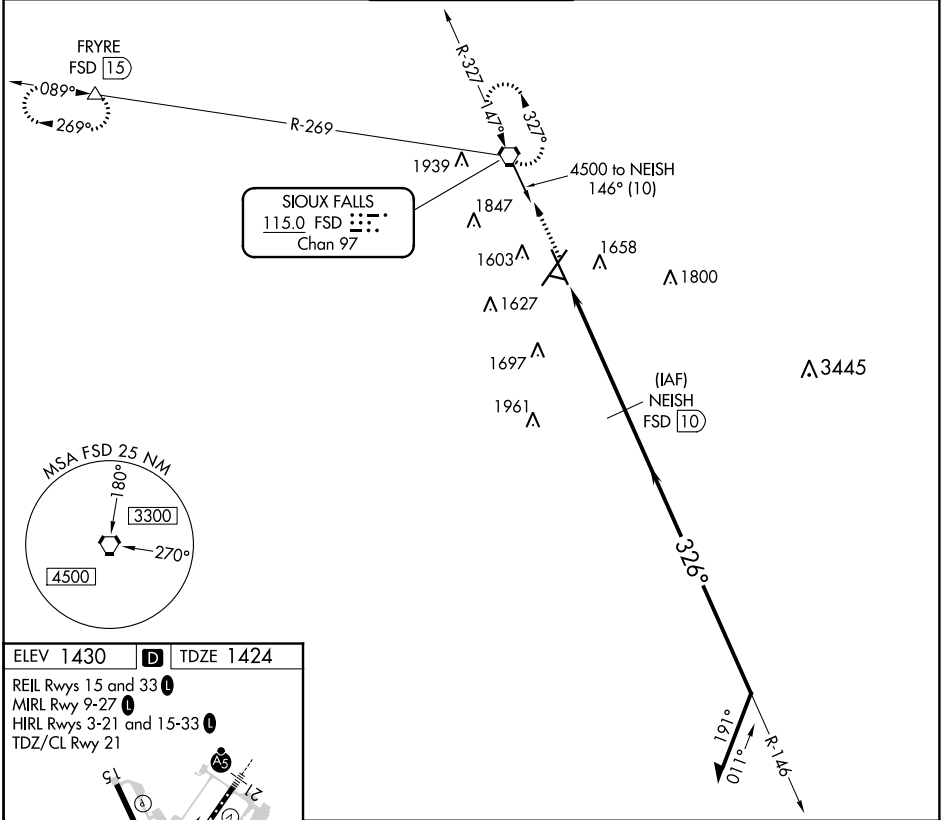 FRYRE
FSD 15
089°
269°
R-269
R-327
147°
327°
1939
4500 to NEISH
146° (10)
SIOUX FALLS
115.0 FSD
Chan 97
1847
1603
1658
1800
1627
1697
1961
3445
(IAF)
NEISH
FSD 10
326°
191°
011°
R-146
MSA FSD 25 NM
180°
3300
270°
4500
ELEV 1430 D TDZE 1424
REIL Rwys 15 and 33 L
MIRL Rwy 9-27 L
HIRL Rwys 3-21 and 15-33 L
TDZ/CL Rwy 21
A5
15
21
P